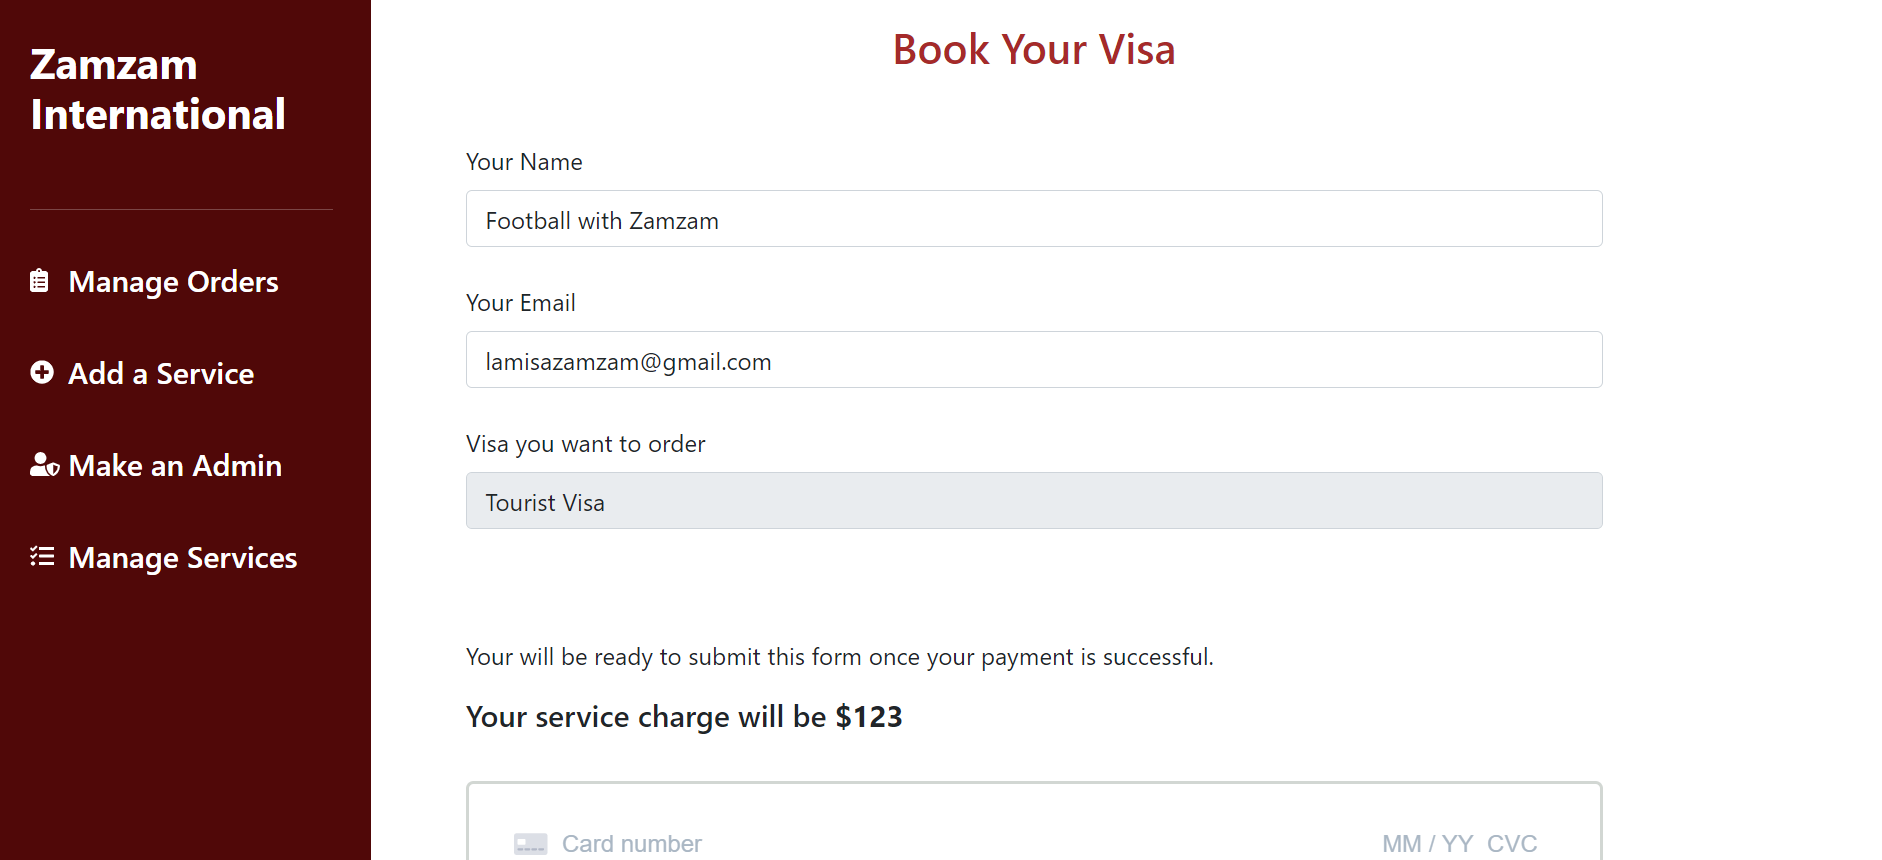 Zamzam
International
Manage Orders
Add a Service
Make an Admin
Manage Services
Book Your Visa
Your Name
Football with Zamzam
Your Email
lamisazamzam@gmail.com
Visa you want to order
Tourist Visa
Your will be ready to submit this form once your payment is successful.
Your service charge will be $123
Card number MM / YY CVC